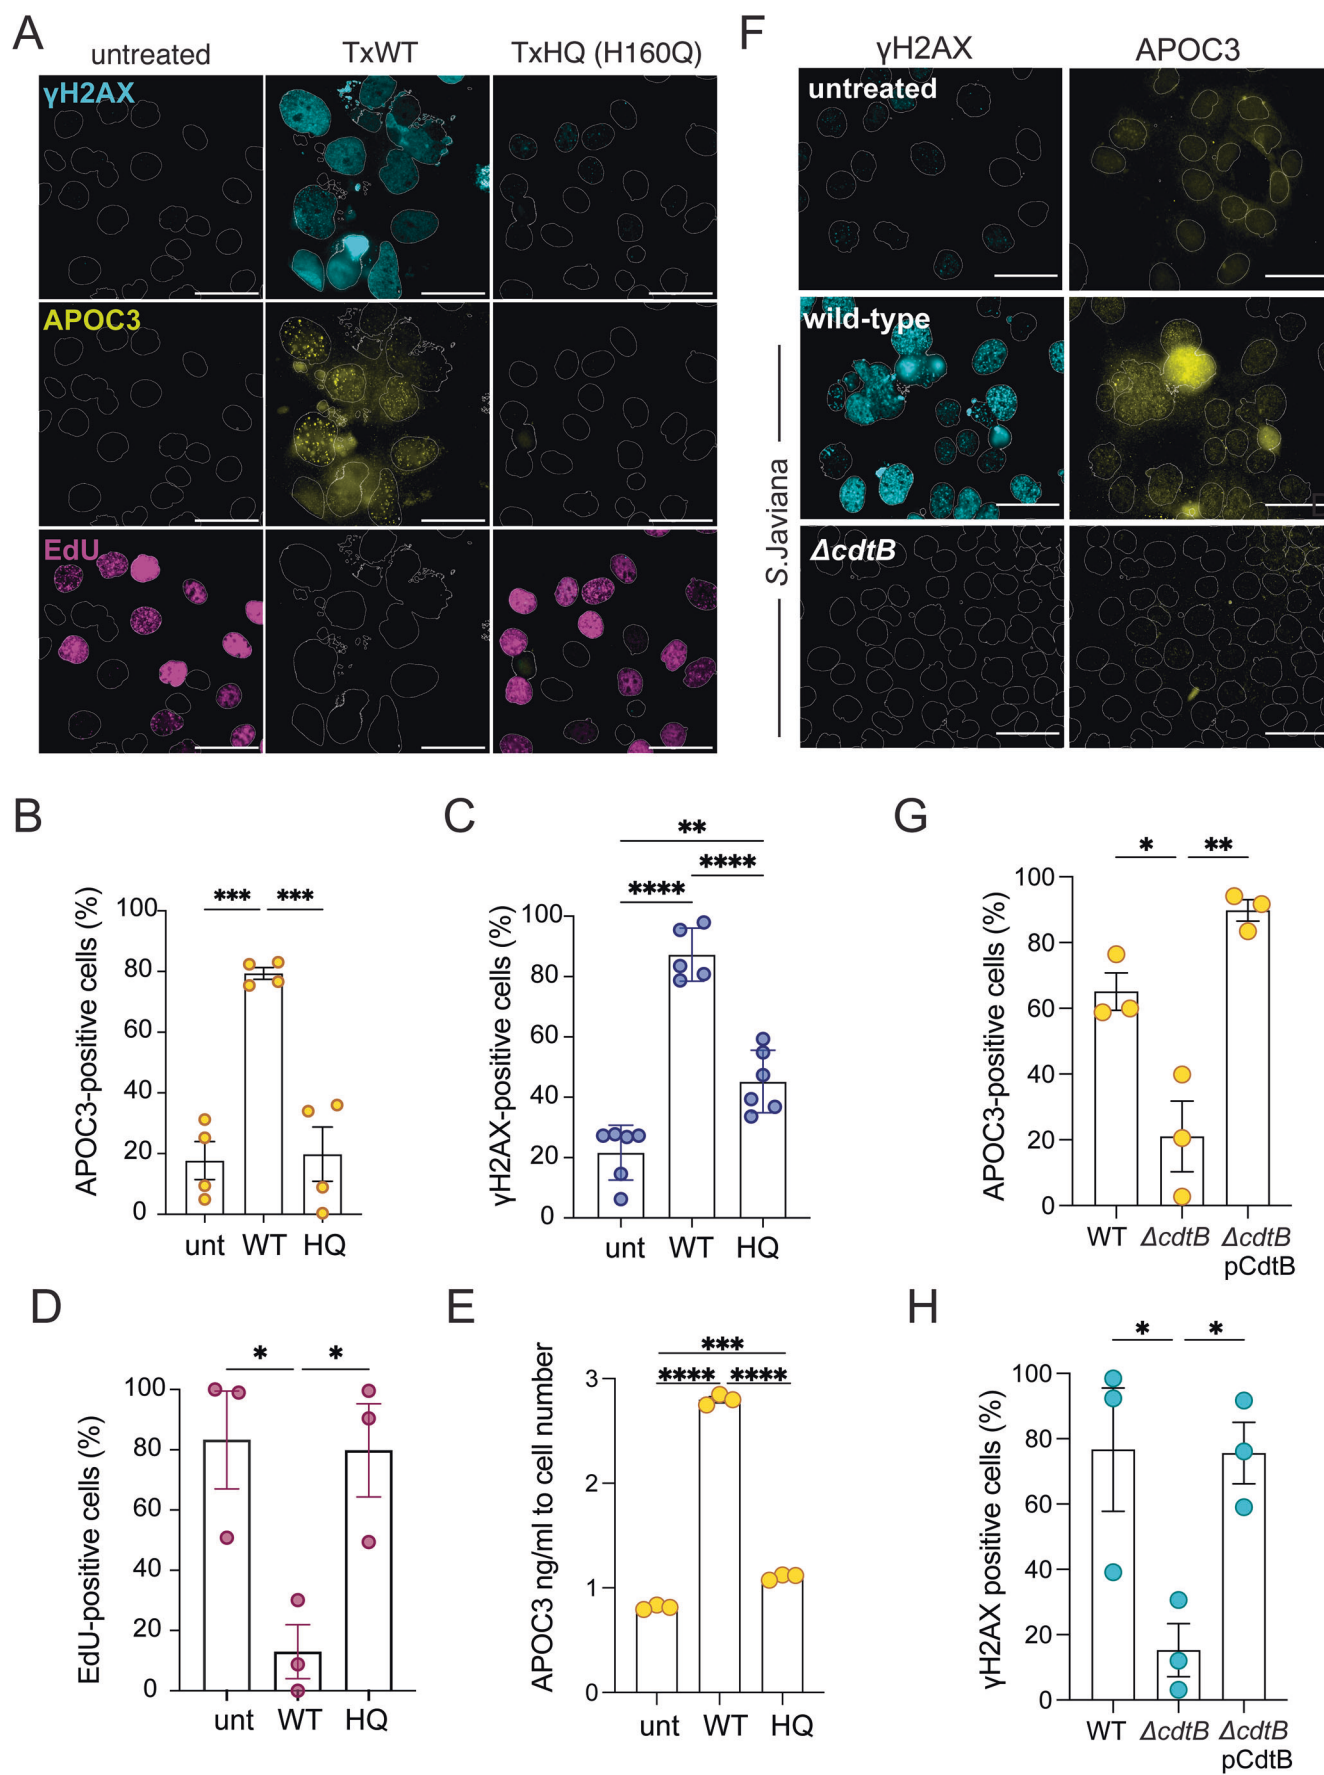 A
untreated
TxWT
TxHQ (H160Q)
γH2AX
APOC3
EdU
F
γH2AX
APOC3
untreated
wild-type
ΔcdtB
S.Javiana
B
APOC3-positive cells (%)
*** ***
100
80
60
40
20
0
unt WT HQ
C
γH2AX-positive cells (%)
**
****
****
100
80
60
40
20
0
unt WT HQ
G
APOC3-positive cells (%)
* **
100
80
60
40
20
0
WT ΔcdtB ΔcdtB
pCdtB
D
EdU-positive cells (%)
* *
100
80
60
40
20
0
unt WT HQ
E
APOC3 ng/ml to cell number
***
**** ****
3
2
1
0
unt WT HQ
H
γH2AX positive cells (%)
* *
100
80
60
40
20
0
WT ΔcdtB ΔcdtB
pCdtB